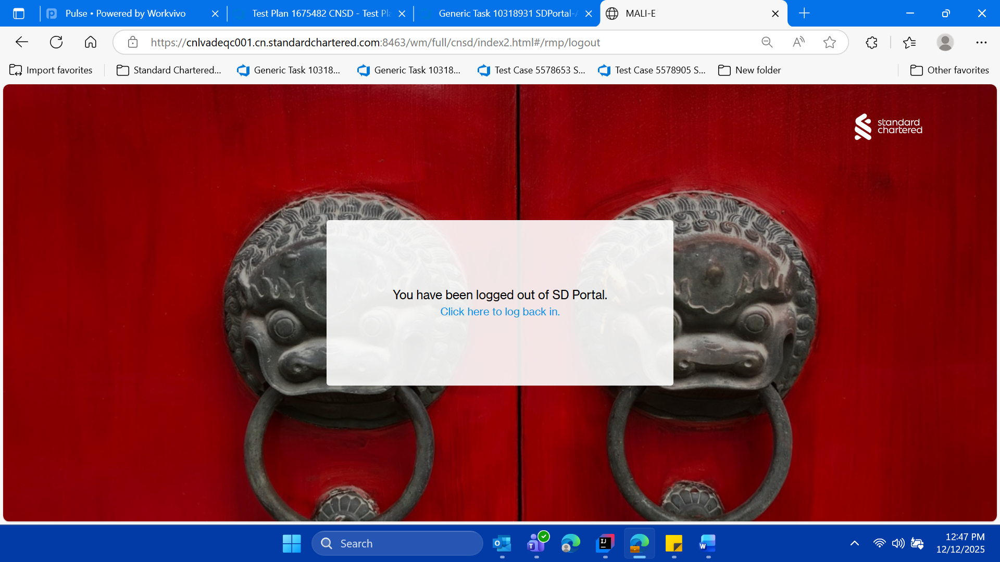 Pulse • Powered by Workvivo
Test Plan 1675482 CNSD - Test Pla
Generic Task 10318931 SDPortal-A
MALI-E
https://cnlvadeqc001.cn.standardchartered.com:8463/wm/full/cnsd/index2.html#/rmp/logout
Import favorites
Standard Chartered...
Generic Task 10318...
Generic Task 10318...
Test Case 5578653 S...
Test Case 5578905 S...
New folder
Other favorites
standard
chartered
You have been logged out of SD Portal.
Click here to log back in.
Search
12:47 PM
12/12/2025